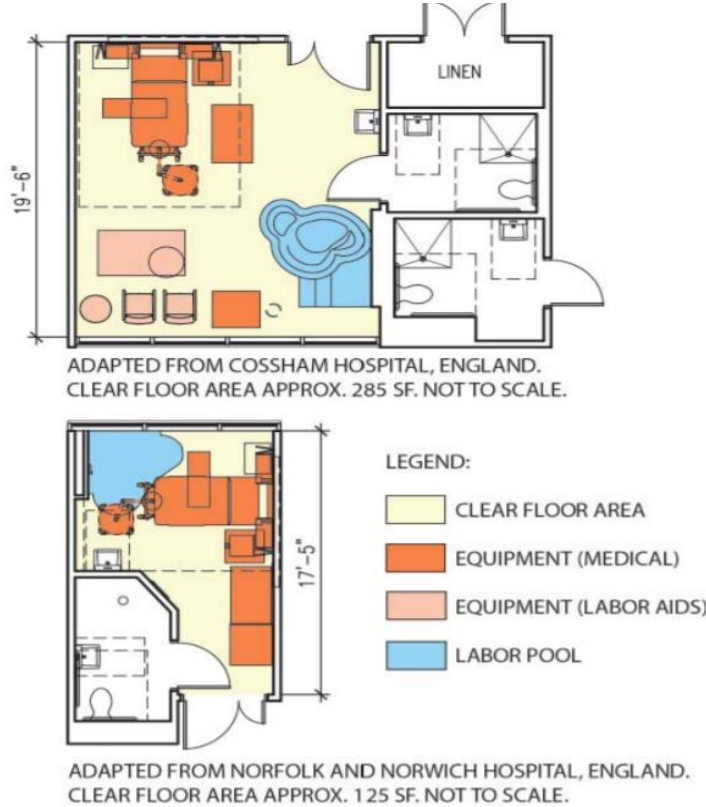 LINEN
19'-6"
ADAPTED FROM COSSHAM HOSPITAL, ENGLAND.
CLEAR FLOOR AREA APPROX. 285 SF. NOT TO SCALE.
LEGEND:
CLEAR FLOOR AREA
EQUIPMENT (MEDICAL)
EQUIPMENT (LABOR AIDS)
LABOR POOL
17'-5"
ADAPTED FROM NORFOLK AND NORWICH HOSPITAL, ENGLAND.
CLEAR FLOOR AREA APPROX. 125 SF. NOT TO SCALE.